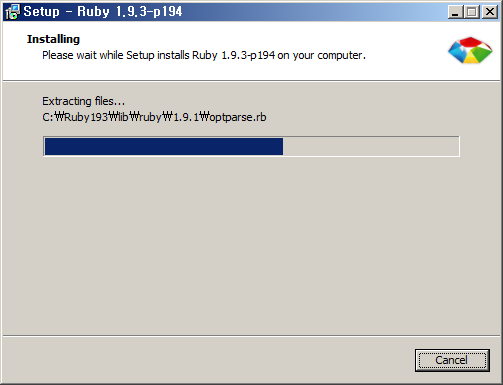 Setup - Ruby 1.9.3-p194
Installing
Please wait while Setup installs Ruby 1.9.3-p194 on your computer.
Extracting files...
C:₩Ruby193₩lib₩ruby₩1.9.1₩optparse.rb
Cancel